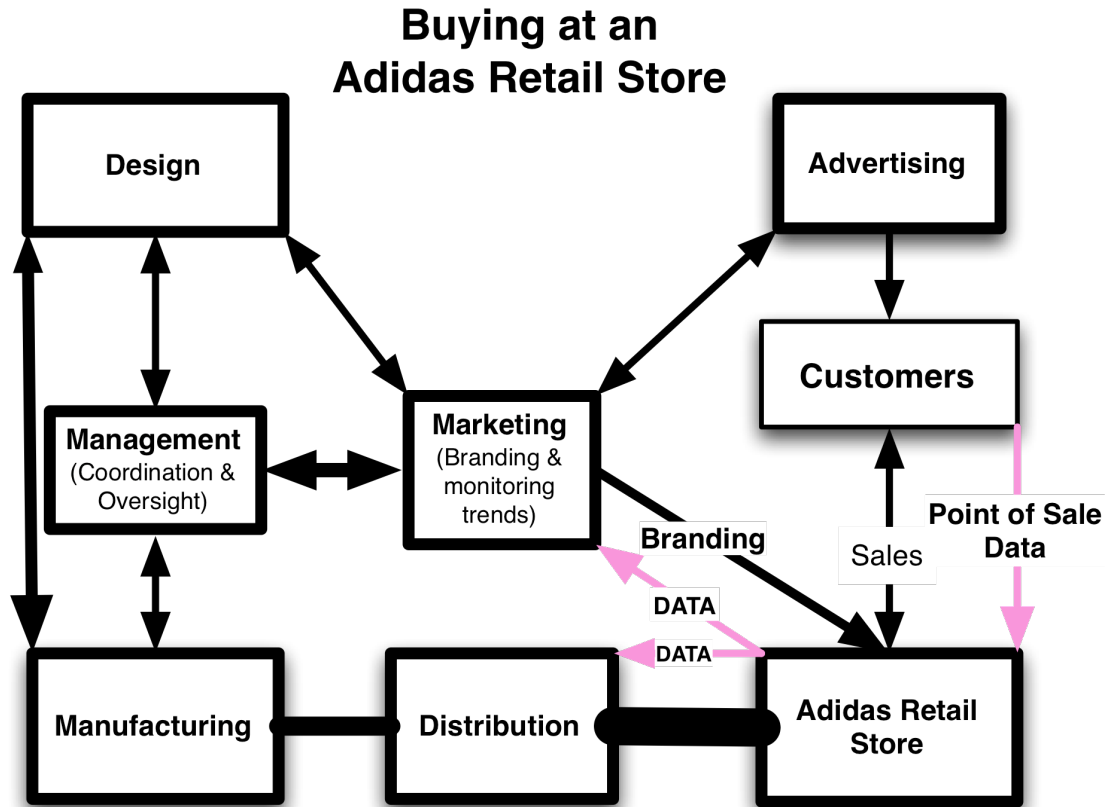 Buying at an
Adidas Retail Store
Design
Advertising
Customers
Management
(Coordination &
Oversight)
Marketing
(Branding &
monitoring
trends)
Branding
Sales
Point of Sale
Data
DATA
DATA
Manufacturing
Distribution
Adidas Retail
Store